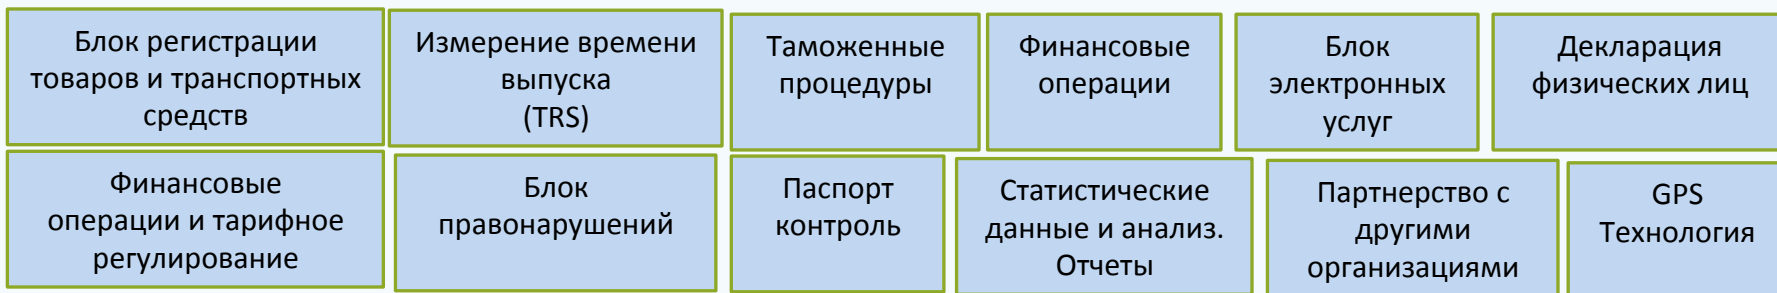 Блок регистрации
товаров и транспортных
средств
Измерение времени
выпуска
(TRS)
Таможенные
процедуры
Финансовые
операции
Блок
электронных
услуг
Декларация
физических лиц
Финансовые
операции и тарифное
регулирование
Блок
правонарушений
Паспорт
контроль
Статистические
данные и анализ.
Отчеты
Партнерство с
другими
организациями
GPS
Технология